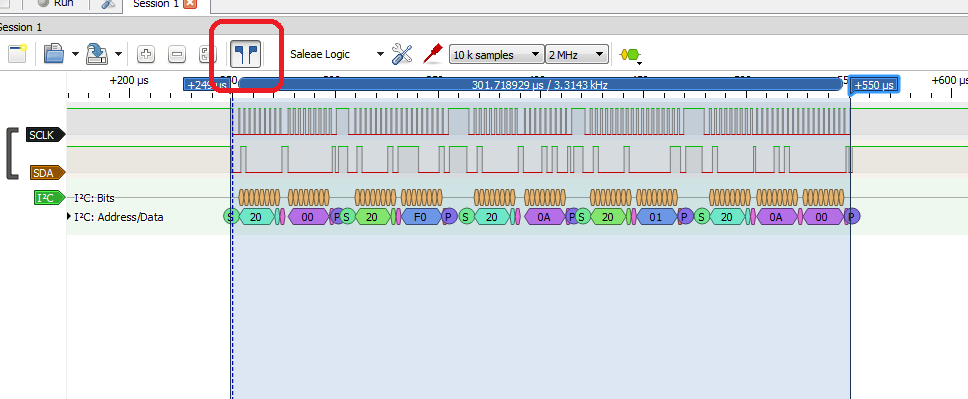 Run
Session 1
Session 1
Saleae Logic
10 k samples
2 MHz
+200 µs
+600 µs
+249 µs
301.718929 µs / 3.3143 kHz
+550 µs
SCLK
SDA
I²C
I²C: Bits
I²C: Address/Data
S 20 00 P S 20 F0 P S 20 0A P S 20 01 P S 20 0A 00 P